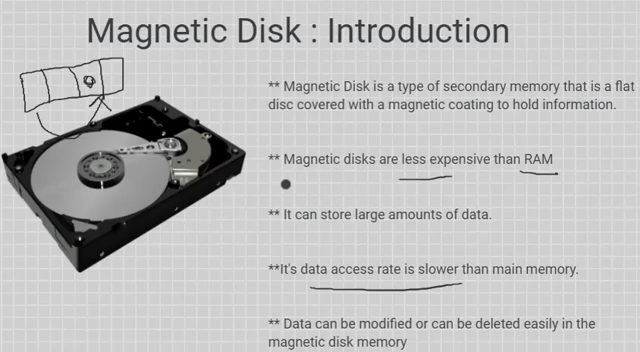 Magnetic Disk : Introduction
** Magnetic Disk is a type of secondary memory that is a flat
disc covered with a magnetic coating to hold information.
** Magnetic disks are less expensive than RAM
** It can store large amounts of data.
**It's data access rate is slower than main memory.
** Data can be modified or can be deleted easily in the
magnetic disk memory